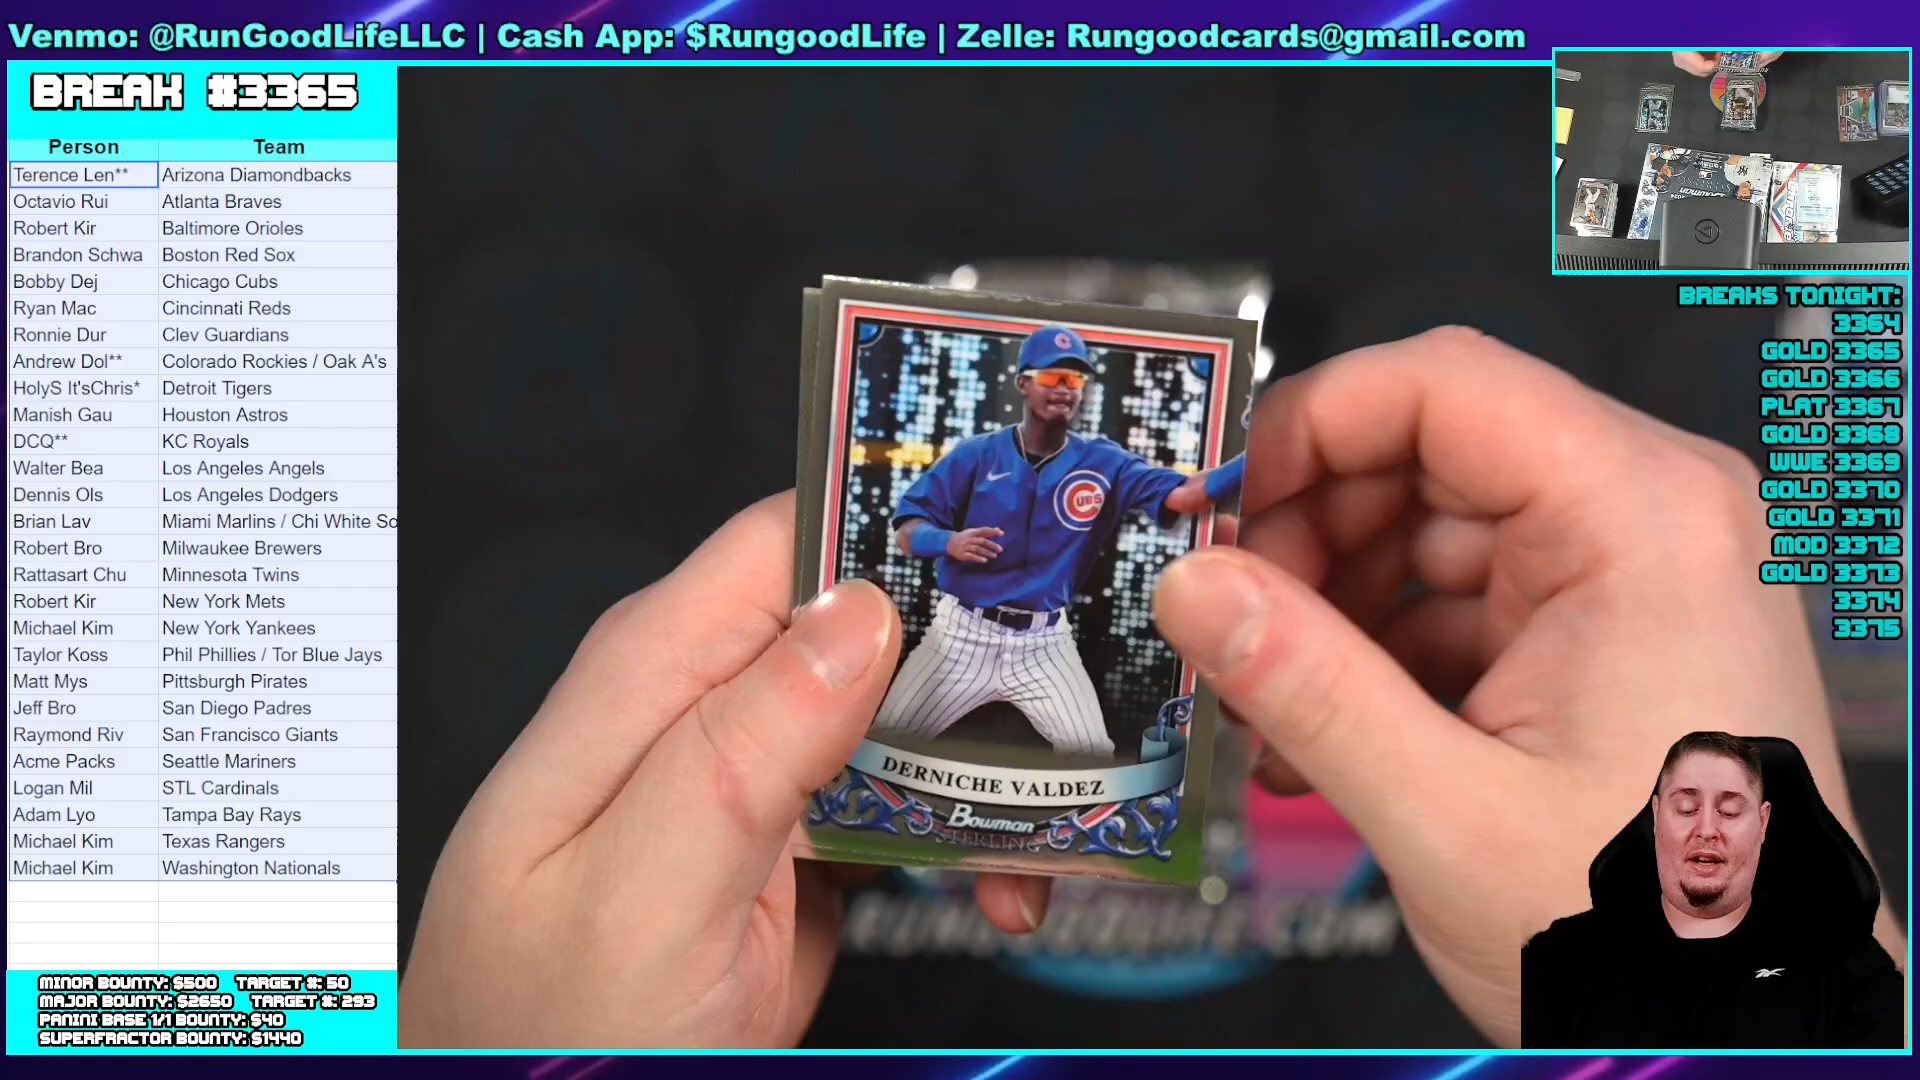 Venmo: @RunGoodLifeLLC | Cash App: $RungoodLife | Zelle: Rungoodcards@gmail.com
BREAK #3365
Person Team
Terence Len** Arizona Diamondbacks
Octavio Rui Atlanta Braves
Robert Kir Baltimore Orioles
Brandon Schwa Boston Red Sox
Bobby Dej Chicago Cubs
Ryan Mac Cincinnati Reds
Ronnie Dur Clev Guardians
Andrew Dol** Colorado Rockies / Oak A's
HolyS It'sChris* Detroit Tigers
Manish Gau Houston Astros
DCQ** KC Royals
Walter Bea Los Angeles Angels
Dennis Ols Los Angeles Dodgers
Brian Lav Miami Marlins / Chi White So
Robert Bro Milwaukee Brewers
Rattasart Chu Minnesota Twins
Robert Kir New York Mets
Michael Kim New York Yankees
Taylor Koss Phil Phillies / Tor Blue Jays
Matt Mys Pittsburgh Pirates
Jeff Bro San Diego Padres
Raymond Riv San Francisco Giants
Acme Packs Seattle Mariners
Logan Mil STL Cardinals
Adam Lyo Tampa Bay Rays
Michael Kim Texas Rangers
Michael Kim Washington Nationals
MINOR BOUNTY: $500 TARGET #: 50
MAJOR BOUNTY: $2650 TARGET #: 293
PANINI BASE 1/1 BOUNTY: $40
SUPERFRACTOR BOUNTY: $1440
C
CUBS
DERNICHE VALDEZ
Bowman
STERLING
RUNGOODLIFE.COM
BREAKS TONIGHT:
3364
GOLD 3365
GOLD 3366
PLAT 3367
GOLD 3368
WWE 3369
GOLD 3370
GOLD 3371
MOD 3372
GOLD 3373
3374
3375